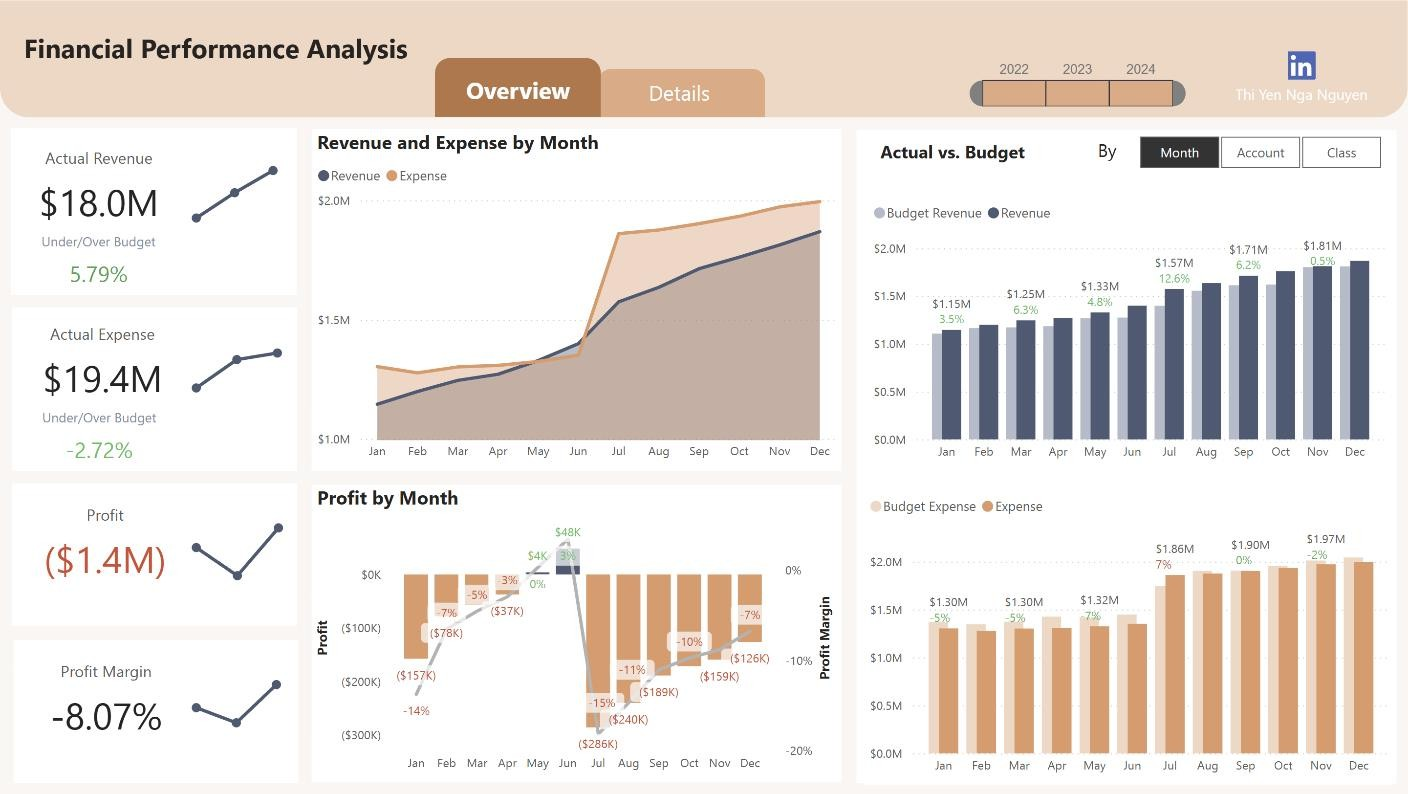 Financial Performance Analysis
Overview
Details
2022 2023 2024
in
Thi Yen Nga Nguyen
Actual Revenue
$18.0M
Under/Over Budget
5.79%
Actual Expense
$19.4M
Under/Over Budget
-2.72%
Profit
($1.4M)
Profit Margin
-8.07%
Revenue and Expense by Month
Revenue Expense
$2.0M
$1.5M
$1.0M
Jan Feb Mar Apr May Jun Jul Aug Sep Oct Nov Dec
Profit by Month
Profit
$0K
($100K)
($200K)
($300K)
($157K)
-14%
-7%
($78K)
-5%
3%
($37K)
$4K
0%
$48K
3%
-15%
($286K)
-11%
($240K)
($189K)
-10%
($159K)
-7%
($126K)
0%
-10%
-20%
Profit Margin
Jan Feb Mar Apr May Jun Jul Aug Sep Oct Nov Dec
Actual vs. Budget
By
Month Account Class
Budget Revenue Revenue
$2.0M
$1.5M
$1.0M
$0.5M
$0.0M
$1.15M
3.5%
$1.25M
6.3%
$1.33M
4.8%
$1.57M
12.6%
$1.71M
6.2%
$1.81M
0.5%
Jan Feb Mar Apr May Jun Jul Aug Sep Oct Nov Dec
Budget Expense Expense
$2.0M
$1.5M
$1.0M
$0.5M
$0.0M
$1.30M
-5%
$1.30M
-5%
$1.32M
-7%
$1.86M
7%
$1.90M
0%
$1.97M
-2%
Jan Feb Mar Apr May Jun Jul Aug Sep Oct Nov Dec